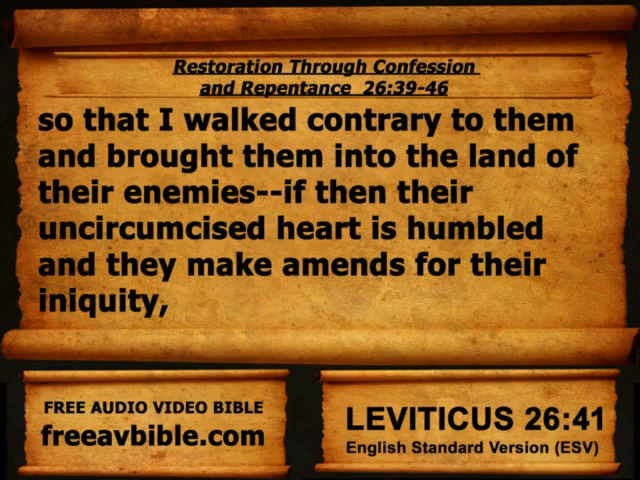 Restoration Through Confession
and Repentance 26:39-46
so that I walked contrary to them
and brought them into the land of
their enemies--if then their
uncircumcised heart is humbled
and they make amends for their
iniquity,
FREE AUDIO VIDEO BIBLE
freeavbible.com
LEVITICUS 26:41
English Standard Version (ESV)